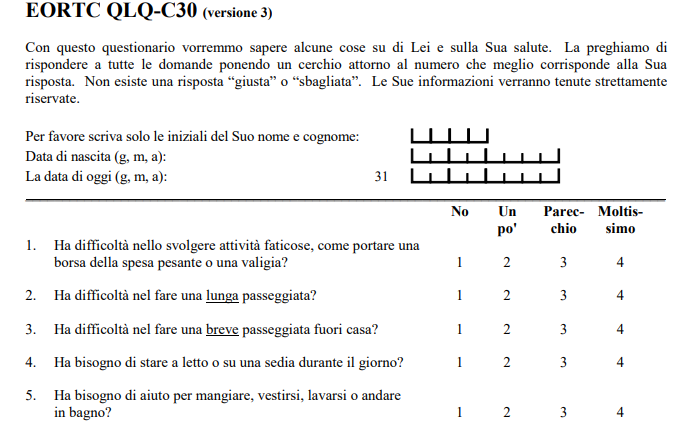 EORTC QLQ-C30 (versione 3)
Con questo questionario vorremmo sapere alcune cose su di Lei e sulla Sua salute. La preghiamo di
rispondere a tutte le domande ponendo un cerchio attorno al numero che meglio corrisponde alla Sua
risposta. Non esiste una risposta “giusta” o “sbagliata”. Le Sue informazioni verranno tenute strettamente
riservate.
Per favore scriva solo le iniziali del Suo nome e cognome:
Data di nascita (g, m, a):
La data di oggi (g, m, a): 31
No Un Parec- Moltis-
po' chio simo
1. Ha difficoltà nello svolgere attività faticose, come portare una
borsa della spesa pesante o una valigia? 1 2 3 4
2. Ha difficoltà nel fare una lunga passeggiata? 1 2 3 4
3. Ha difficoltà nel fare una breve passeggiata fuori casa? 1 2 3 4
4. Ha bisogno di stare a letto o su una sedia durante il giorno? 1 2 3 4
5. Ha bisogno di aiuto per mangiare, vestirsi, lavarsi o andare
in bagno? 1 2 3 4